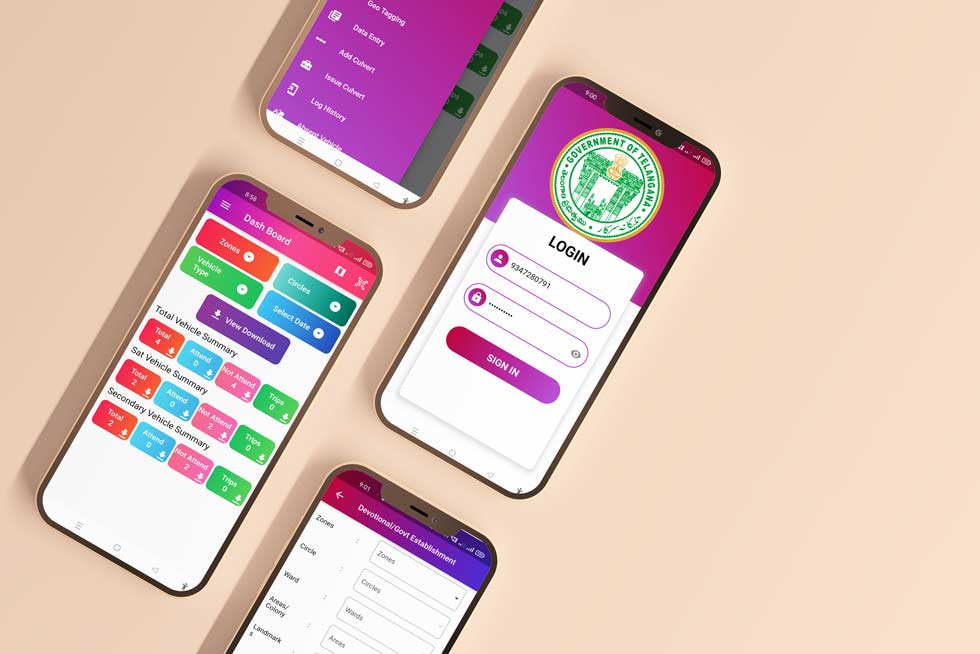 Geo Tagging
Data Entry
Add Culvert
Issue Culvert
Log History
Absent Vehicle
8:56
Dash Board
Zones
Circles
Vehicle
Type
Select Date
View Download
Total Vehicle Summary
Total
4
Attend
0
Not Attend
4
Trips
0
Sat Vehicle Summary
Total
2
Attend
0
Not Attend
2
Trips
0
Secondary Vehicle Summary
Total
2
Attend
0
Not Attend
2
Trips
0
9:00
GOVERNMENT OF TELANGANA
LOGIN
9347280791
SIGN IN
9:01
Devotional/Govt Establishment
Zones
:
Zones
Circle
:
Circles
Ward
:
Wards
Areas/
Colony
:
Areas
Landmark
s